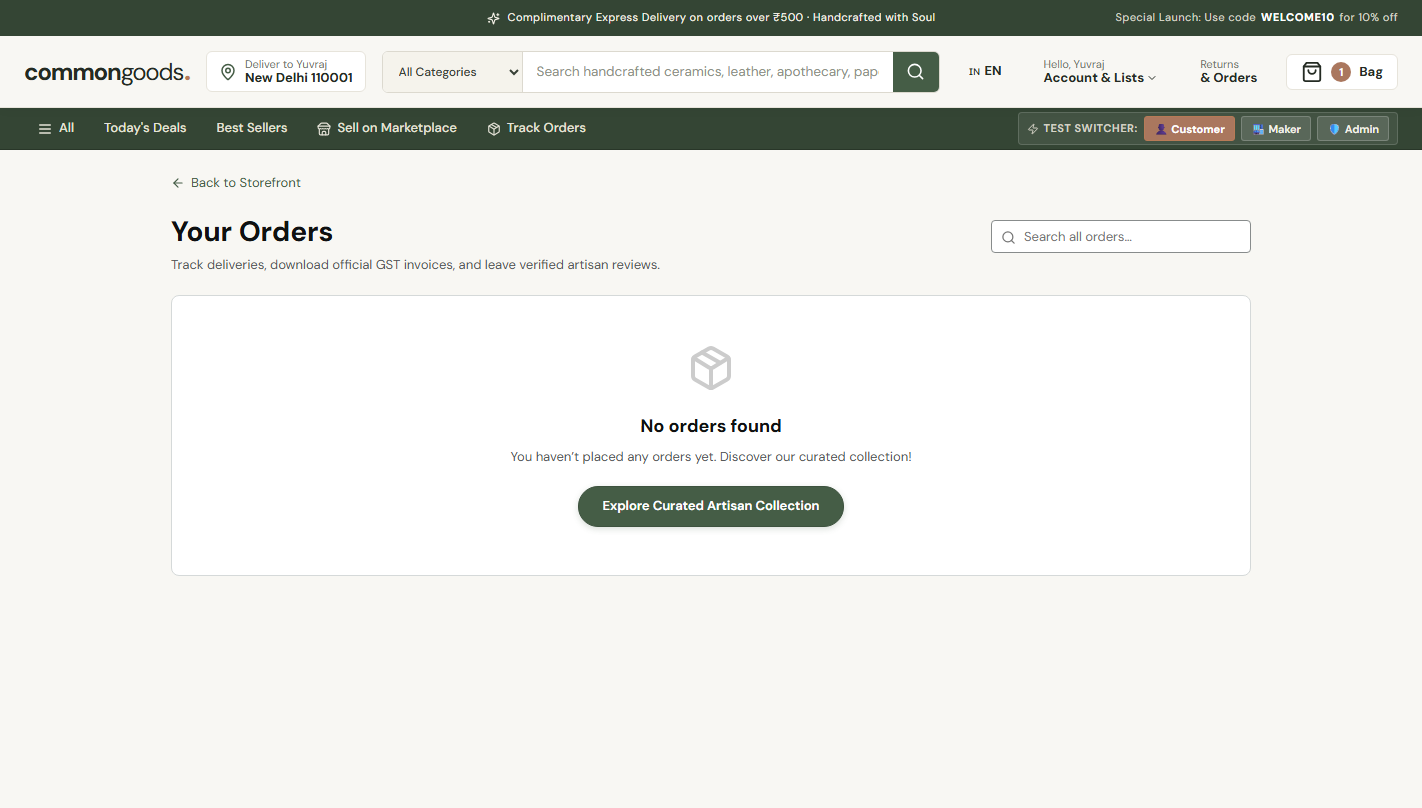 Complimentary Express Delivery on orders over ₹500 · Handcrafted with Soul
Special Launch: Use code WELCOME10 for 10% off
commongoods.
Deliver to Yuvraj
New Delhi 110001
All Categories
Search handcrafted ceramics, leather, apothecary, pap
IN EN
Hello, Yuvraj
Account & Lists
Returns
& Orders
1 Bag
All
Today's Deals
Best Sellers
Sell on Marketplace
Track Orders
TEST SWITCHER:
Customer
Maker
Admin
Back to Storefront
Your Orders
Search all orders...
Track deliveries, download official GST invoices, and leave verified artisan reviews.
No orders found
You haven't placed any orders yet. Discover our curated collection!
Explore Curated Artisan Collection